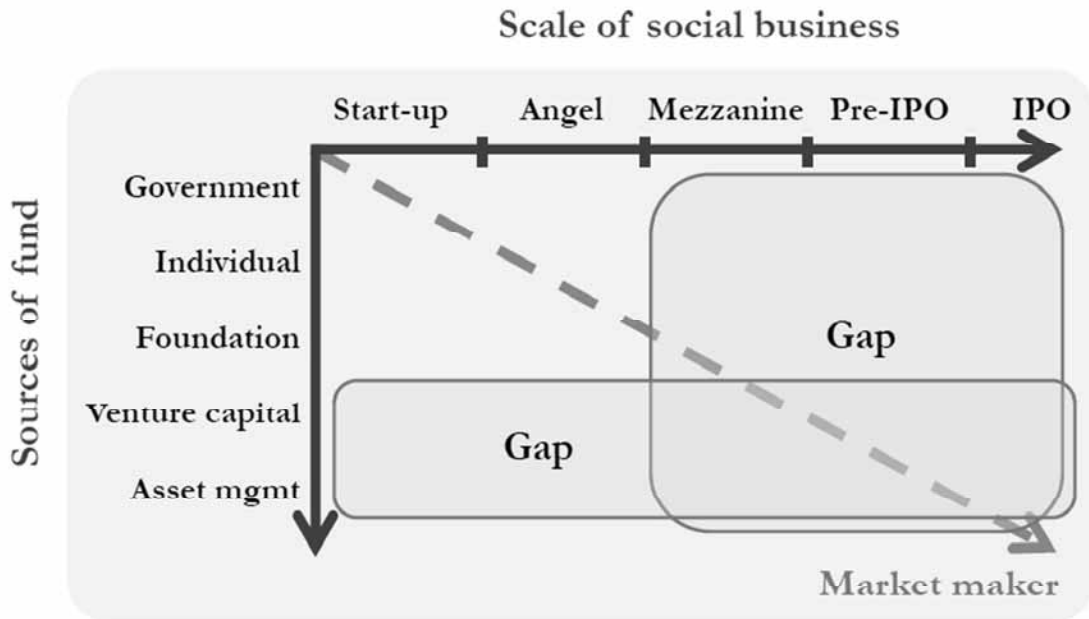 Scale of social business
Start-up Angel Mezzanine Pre-IPO IPO
Sources of fund
Government
Individual
Foundation
Gap
Venture capital
Gap
Asset mgmt
Market maker